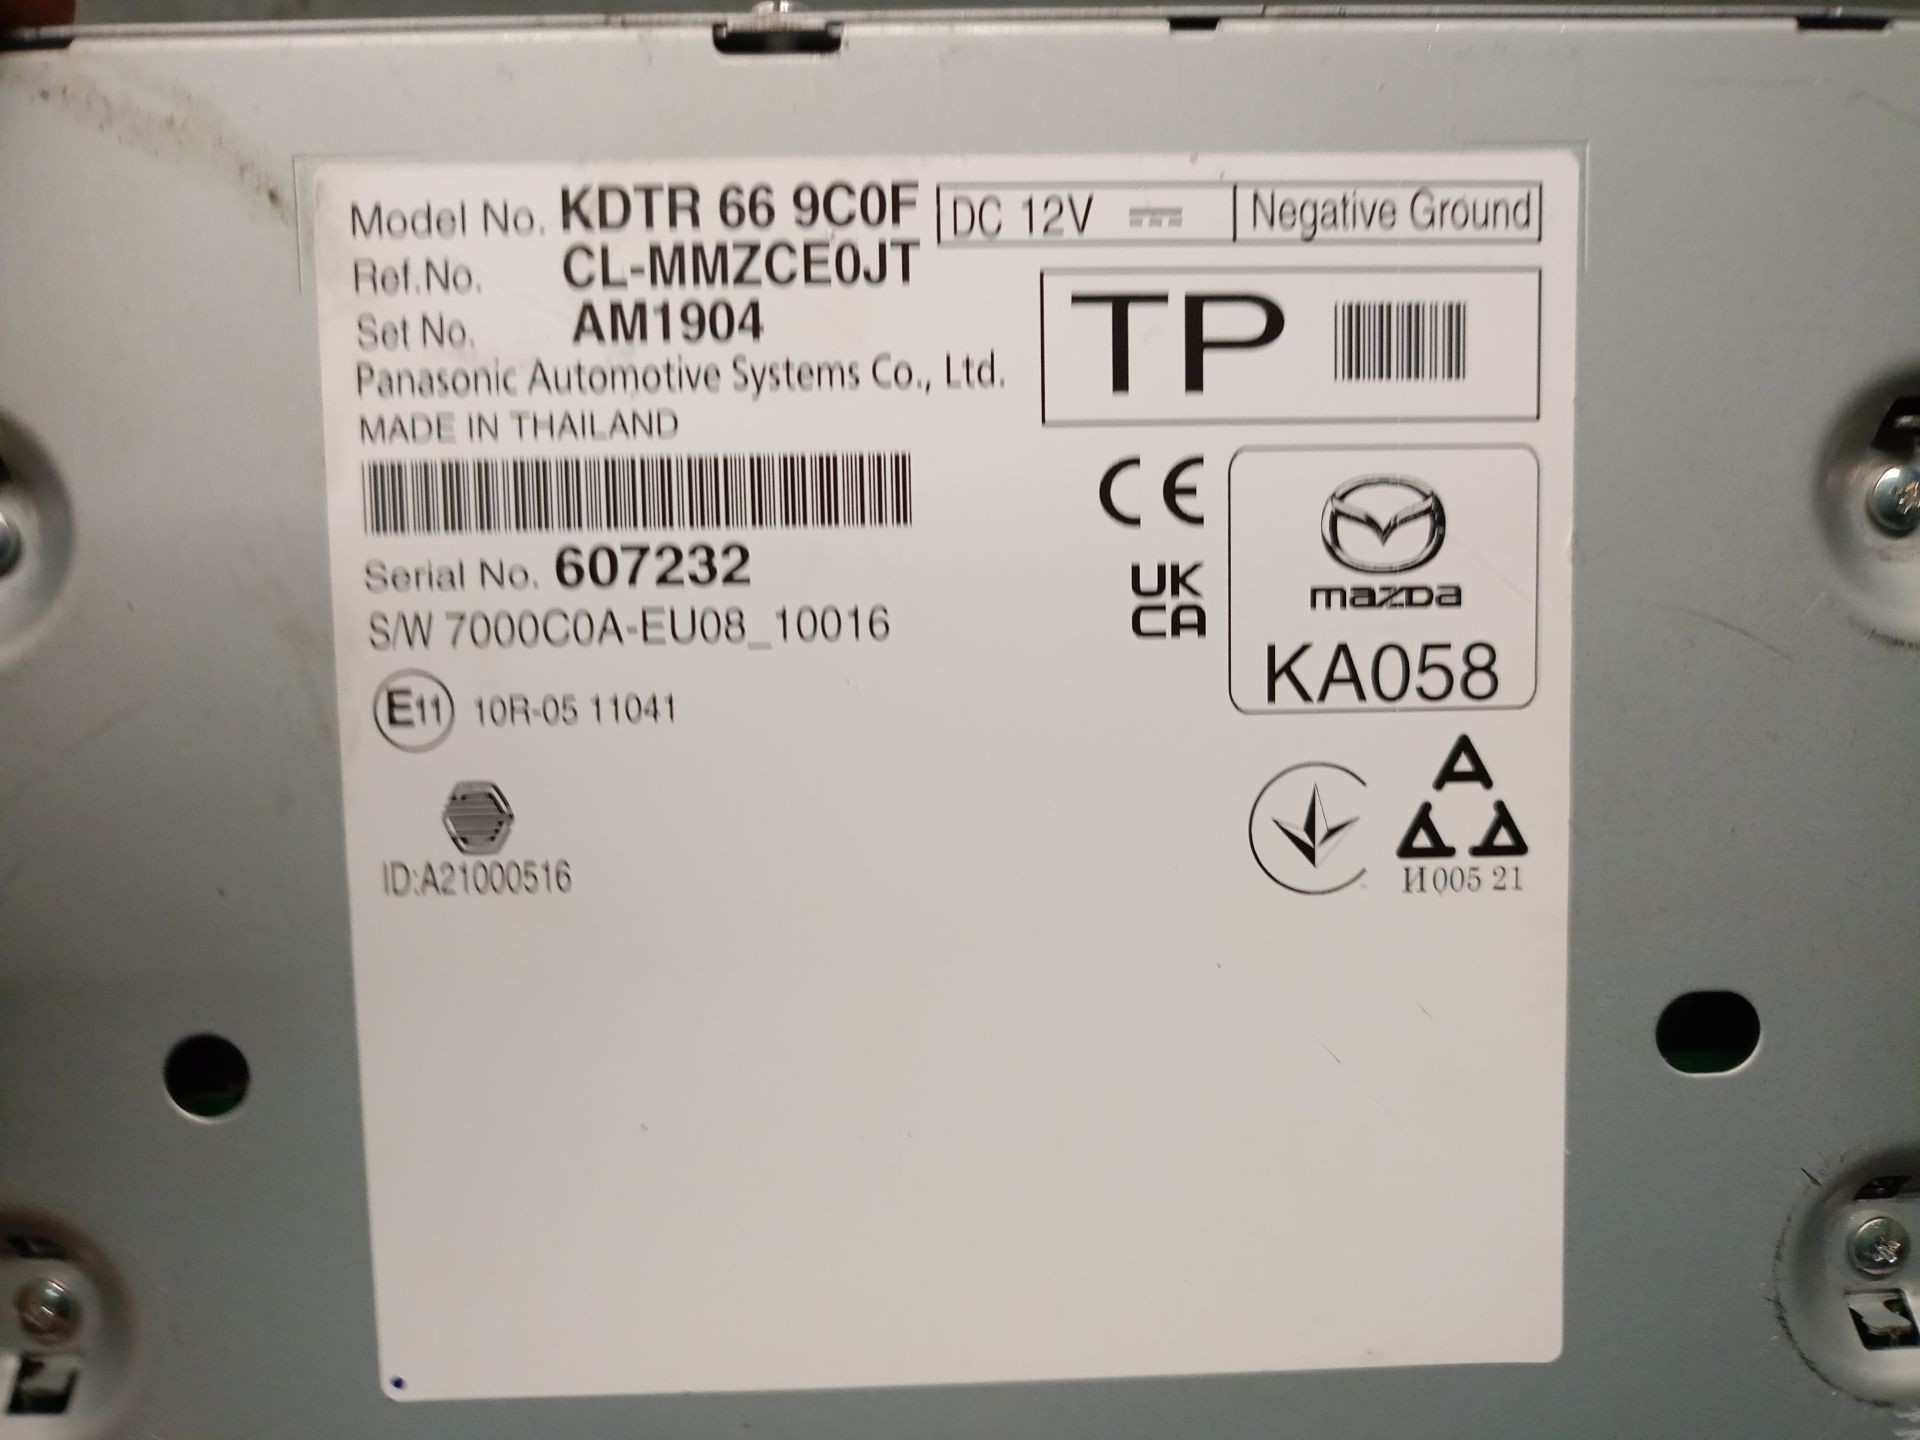 Model No. KDTR 66 9C0F
DC 12V
Negative Ground
Ref.No. CL-MMZCE0JT
Set No. AM1904
Panasonic Automotive Systems Co., Ltd.
MADE IN THAILAND
TP
Serial No. 607232
S/W 7000C0A-EU08_10016
E11 10R-05 11041
ID:A21000516
CE
UK
CA
mazda
KA058
И005 21